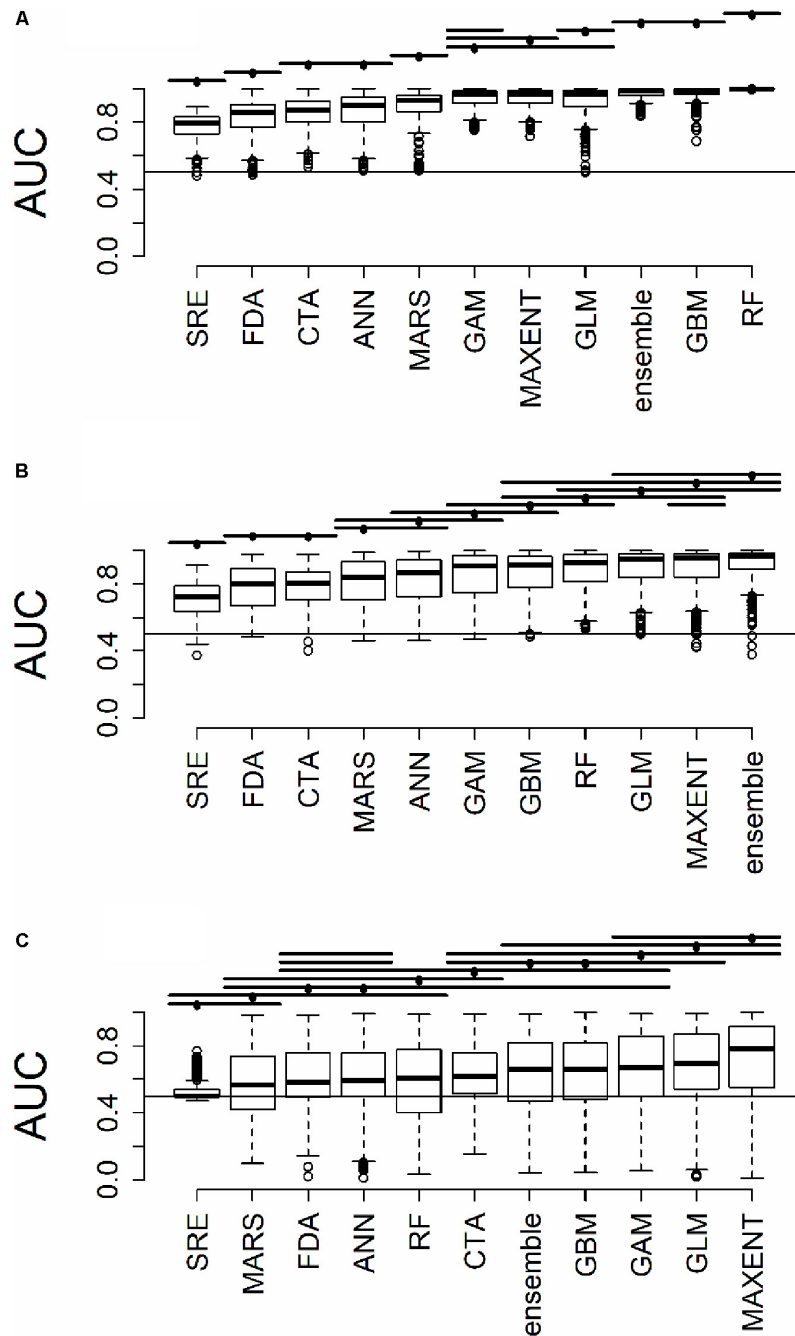 A
AUC
0.8
0.4
0.0
SRE
FDA
CTA
ANN
MARS
GAM
MAXENT
GLM
ensemble
GBM
RF
B
AUC
0.8
0.4
0.0
SRE
FDA
CTA
MARS
ANN
GAM
GBM
RF
GLM
MAXENT
ensemble
C
AUC
0.8
0.4
0.0
SRE
MARS
FDA
ANN
RF
CTA
ensemble
GBM
GAM
GLM
MAXENT